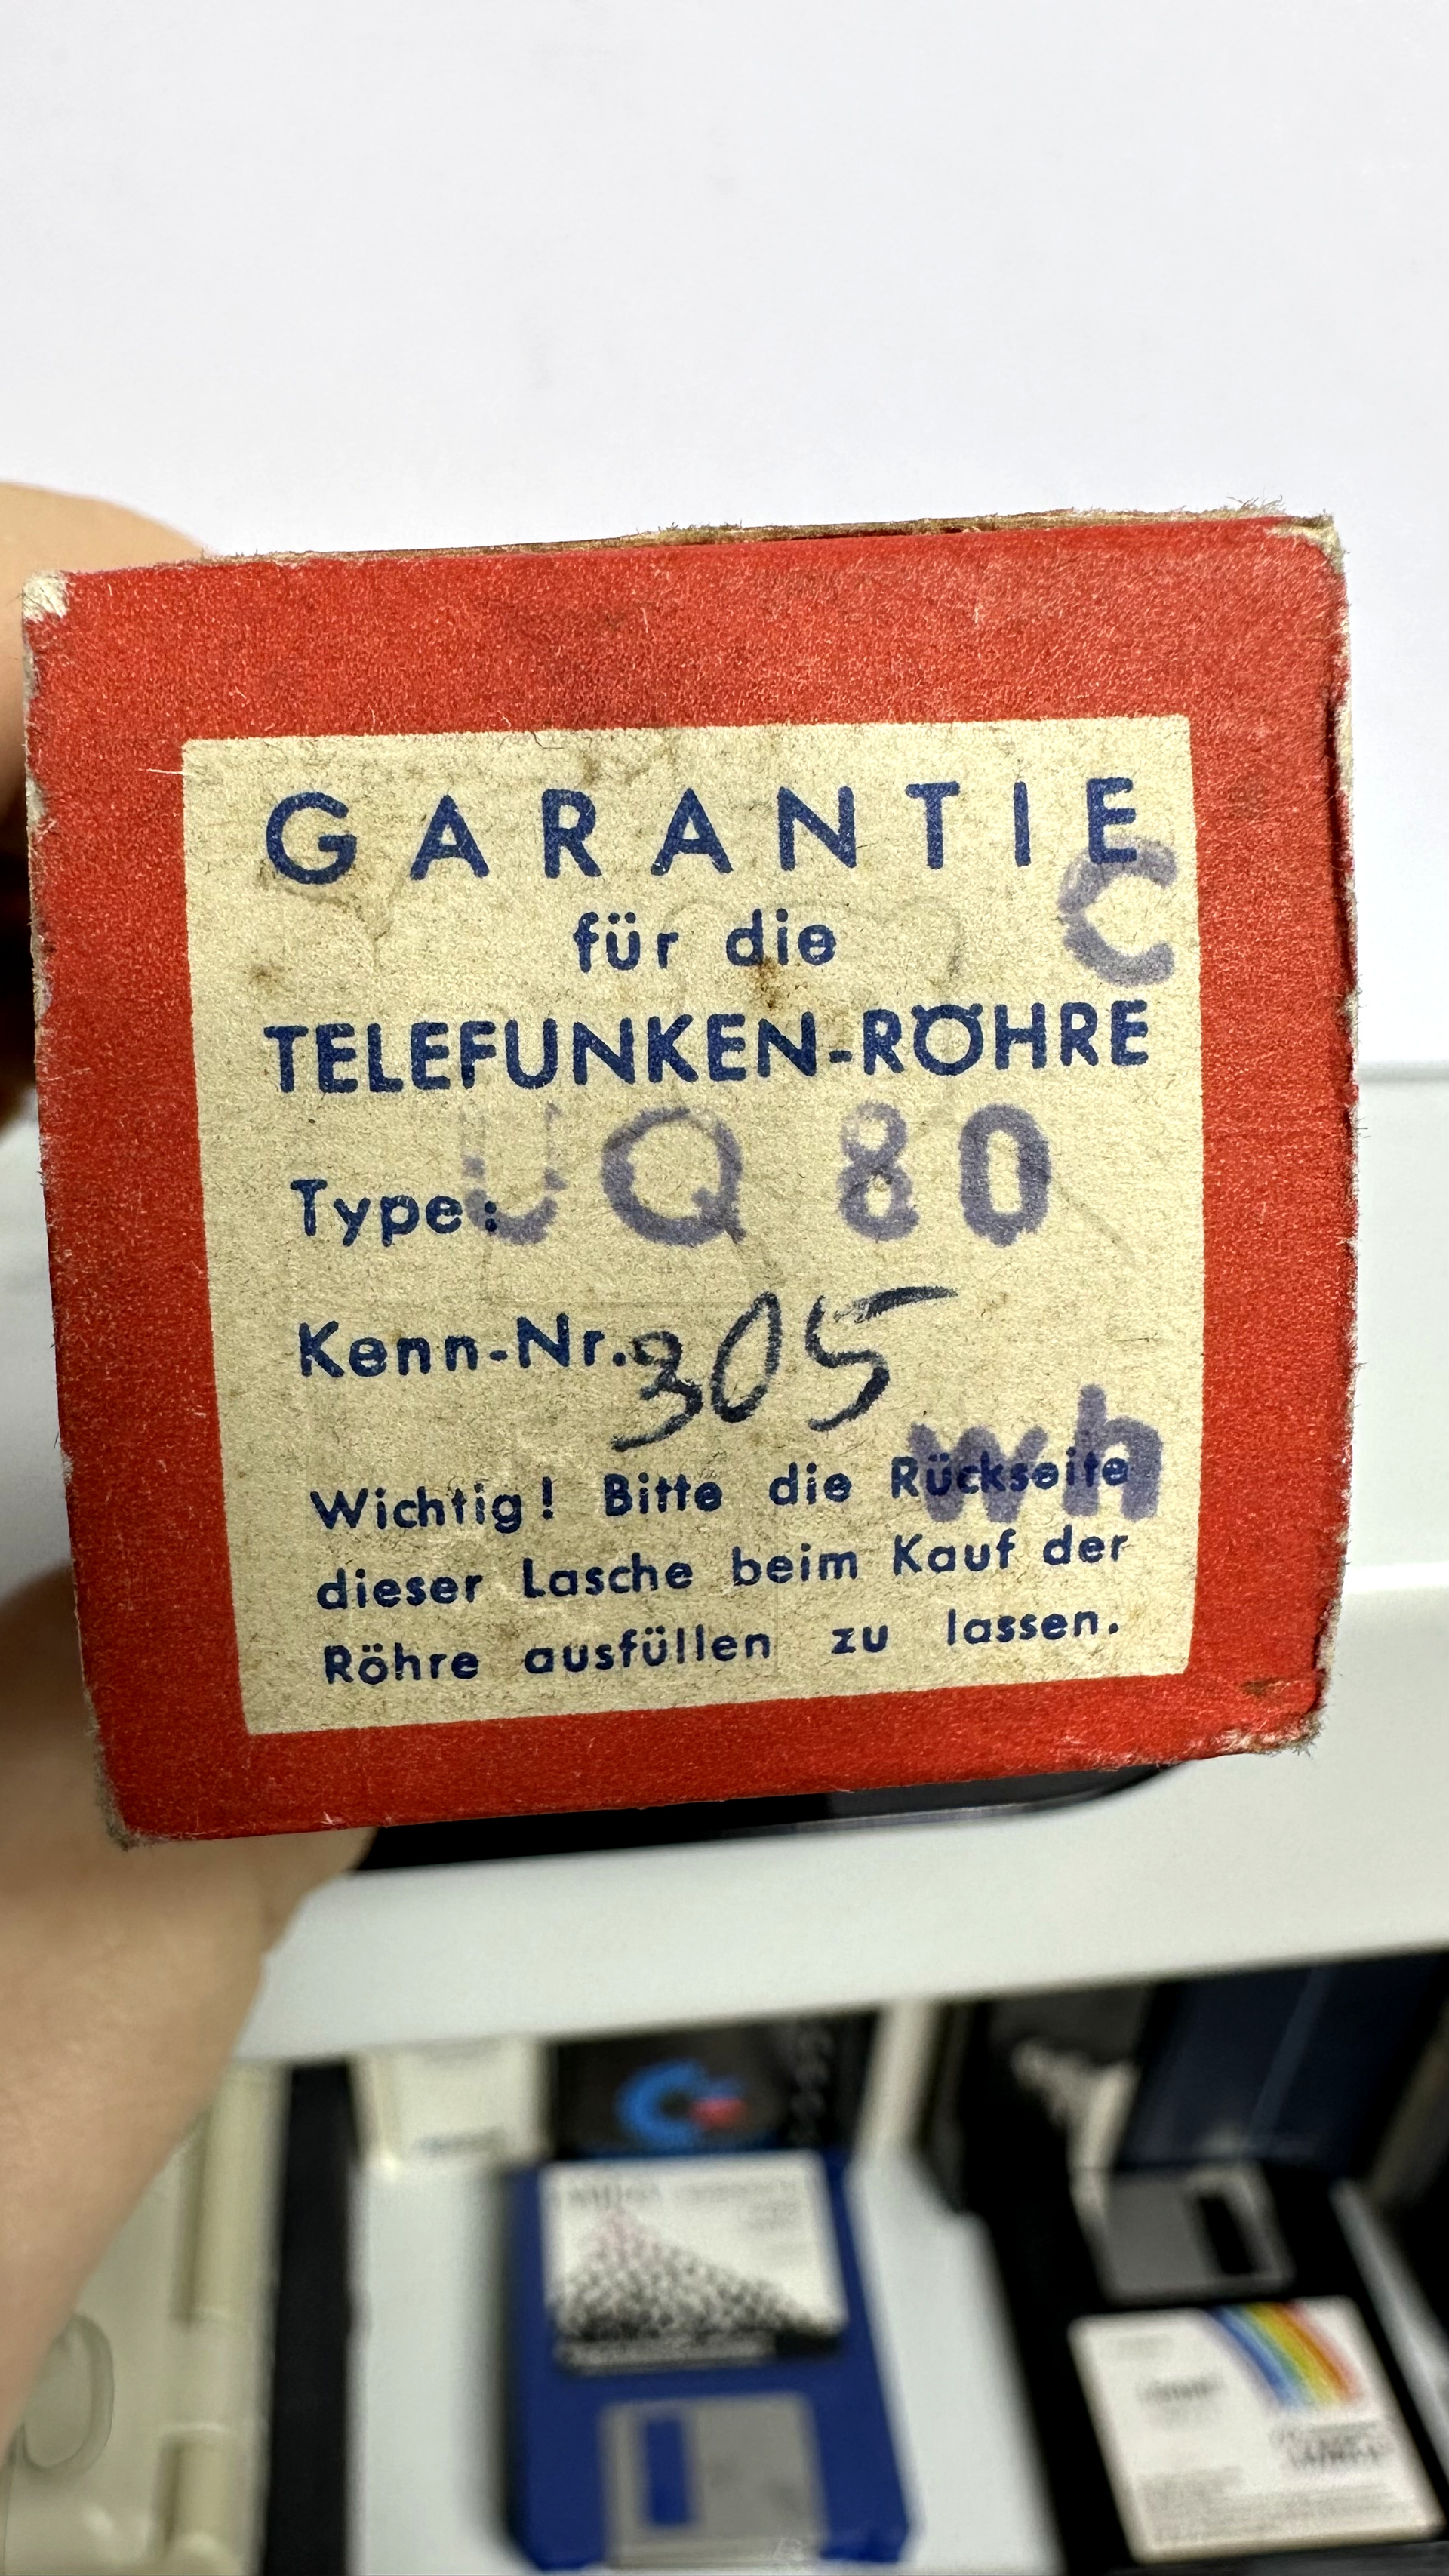 GARANTIE
C
für die
TELEFUNKEN-RÖHRE
Type: UQ 80
Kenn-Nr. 305
wh
Wichtig! Bitte die Rückseite
dieser Lasche beim Kauf der
Röhre ausfüllen zu lassen.